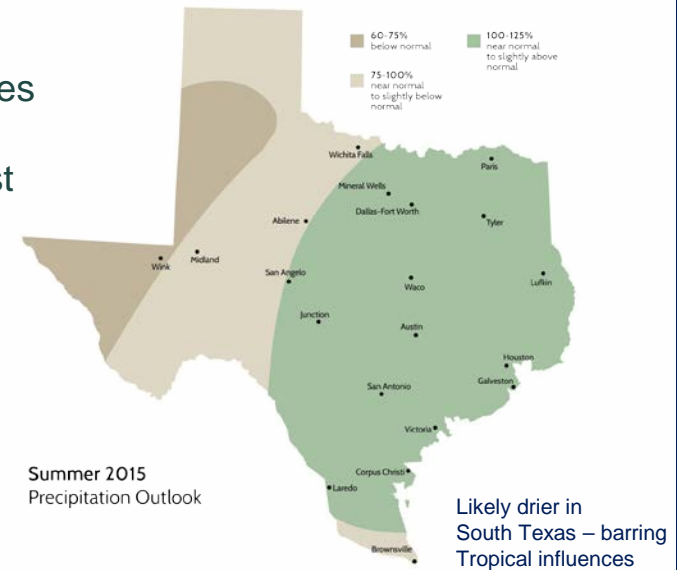 es
st
60-75%
below normal
75-100%
near normal
to slightly below
normal
100-125%
near normal
to slightly above
normal
Wichita Falls
Paris
Mineral Wells
Dallas-Fort Worth
Abilene
Tyler
Wink
Midland
San Angelo
Waco
Lufkin
Junction
Austin
Houston
Galveston
San Antonio
Victoria
Corpus Christi
Laredo
Brownsville
Summer 2015
Precipitation Outlook
Likely drier in
South Texas – barring
Tropical influences